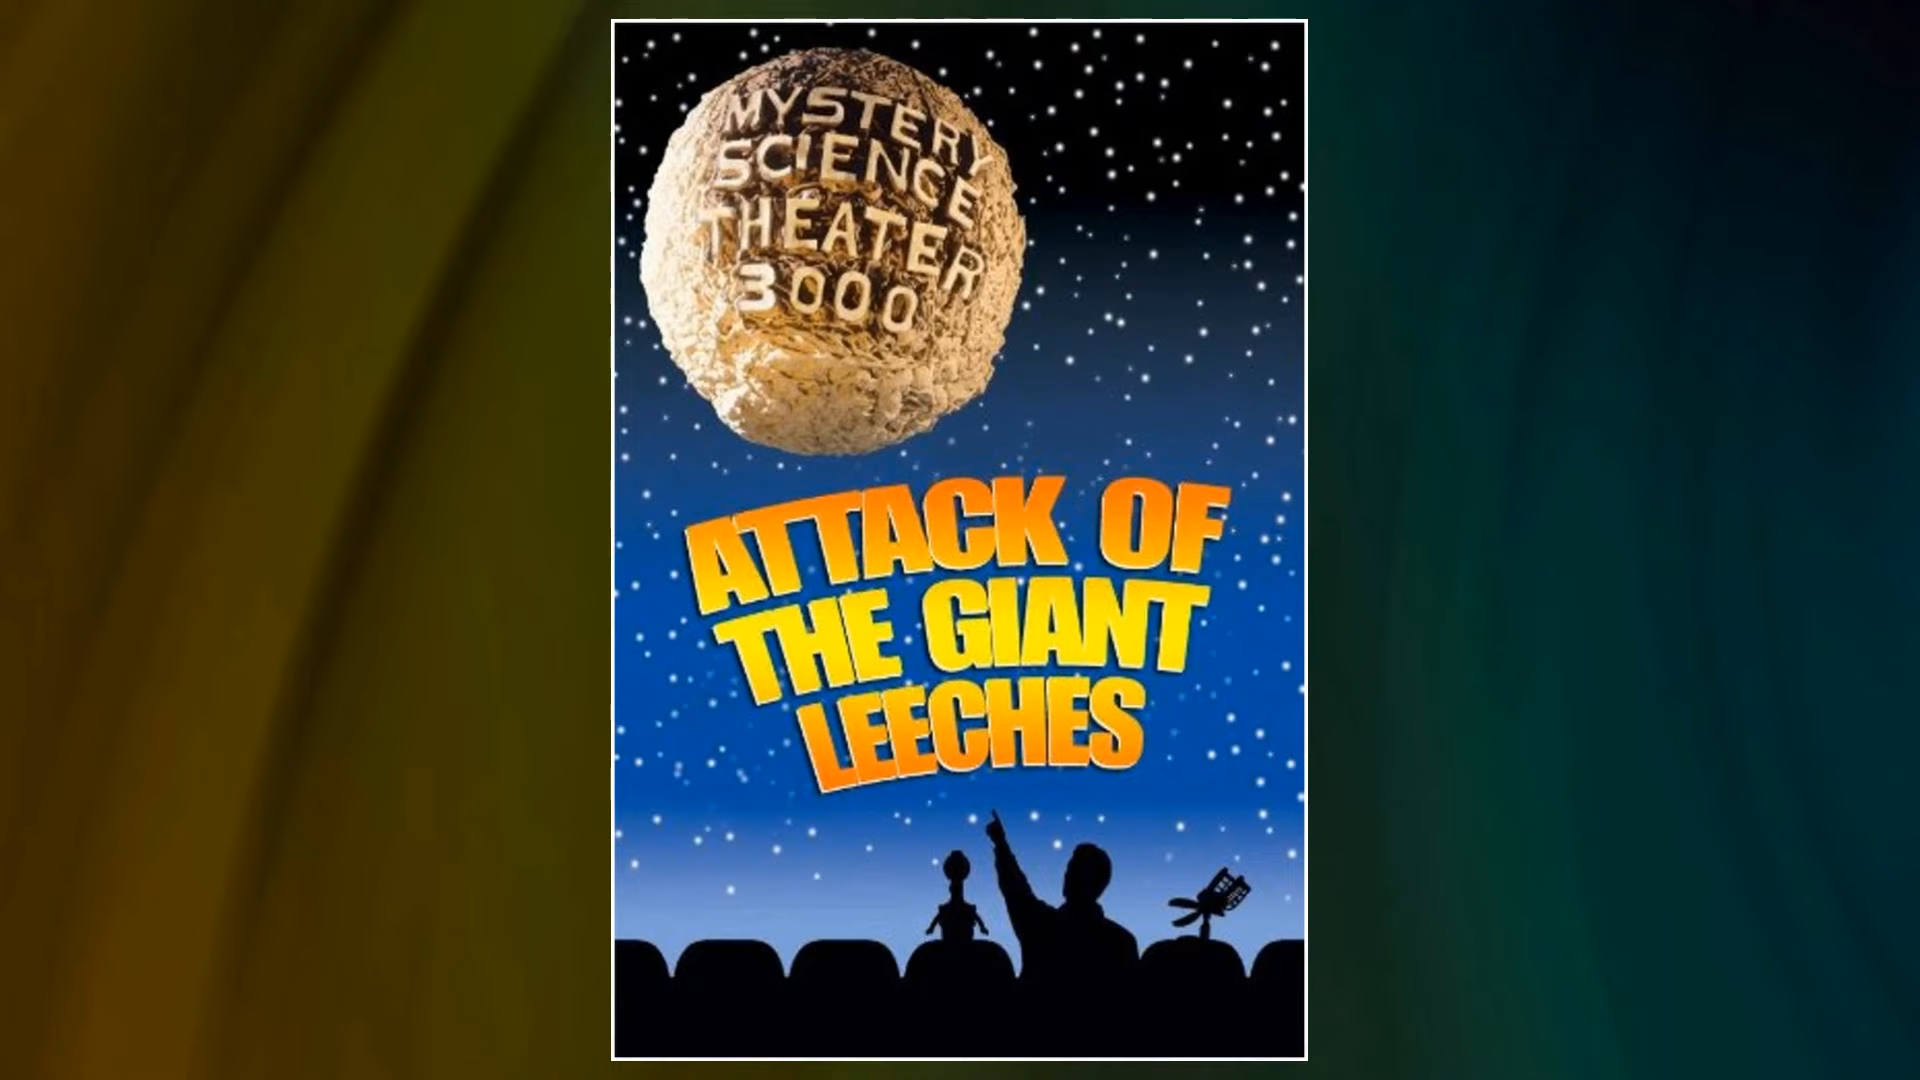 MYSTERY
SCIENCE
THEATER
3000
ATTACK OF
THE GIANT
LEECHES